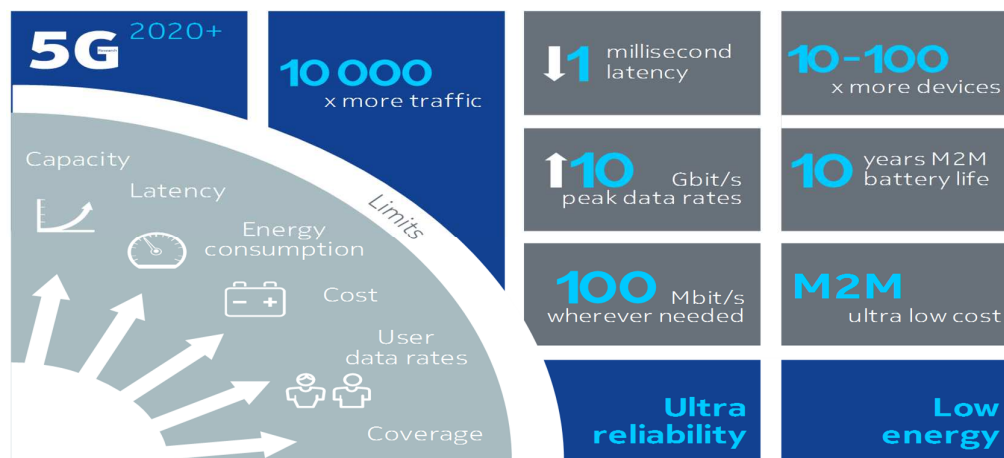 5G 2020+
10 000
x more traffic
1 millisecond
latency
10-100
x more devices
Capacity
Latency
Energy
consumption
Cost
User
data rates
Coverage
Limits
10 Gbit/s
peak data rates
10 years M2M
battery life
100 Mbit/s
wherever needed
M2M
ultra low cost
Ultra
reliability
Low
energy